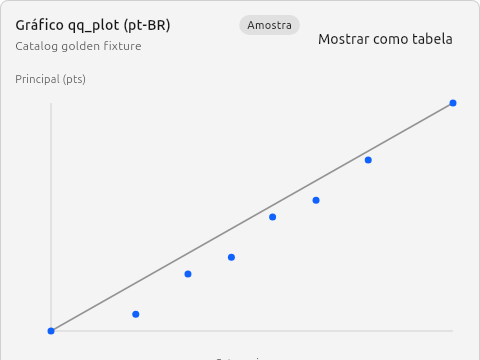 Gráfico qq_plot (pt-BR)
Amostra
Catalog golden fixture
Mostrar como tabela
Principal (pts)